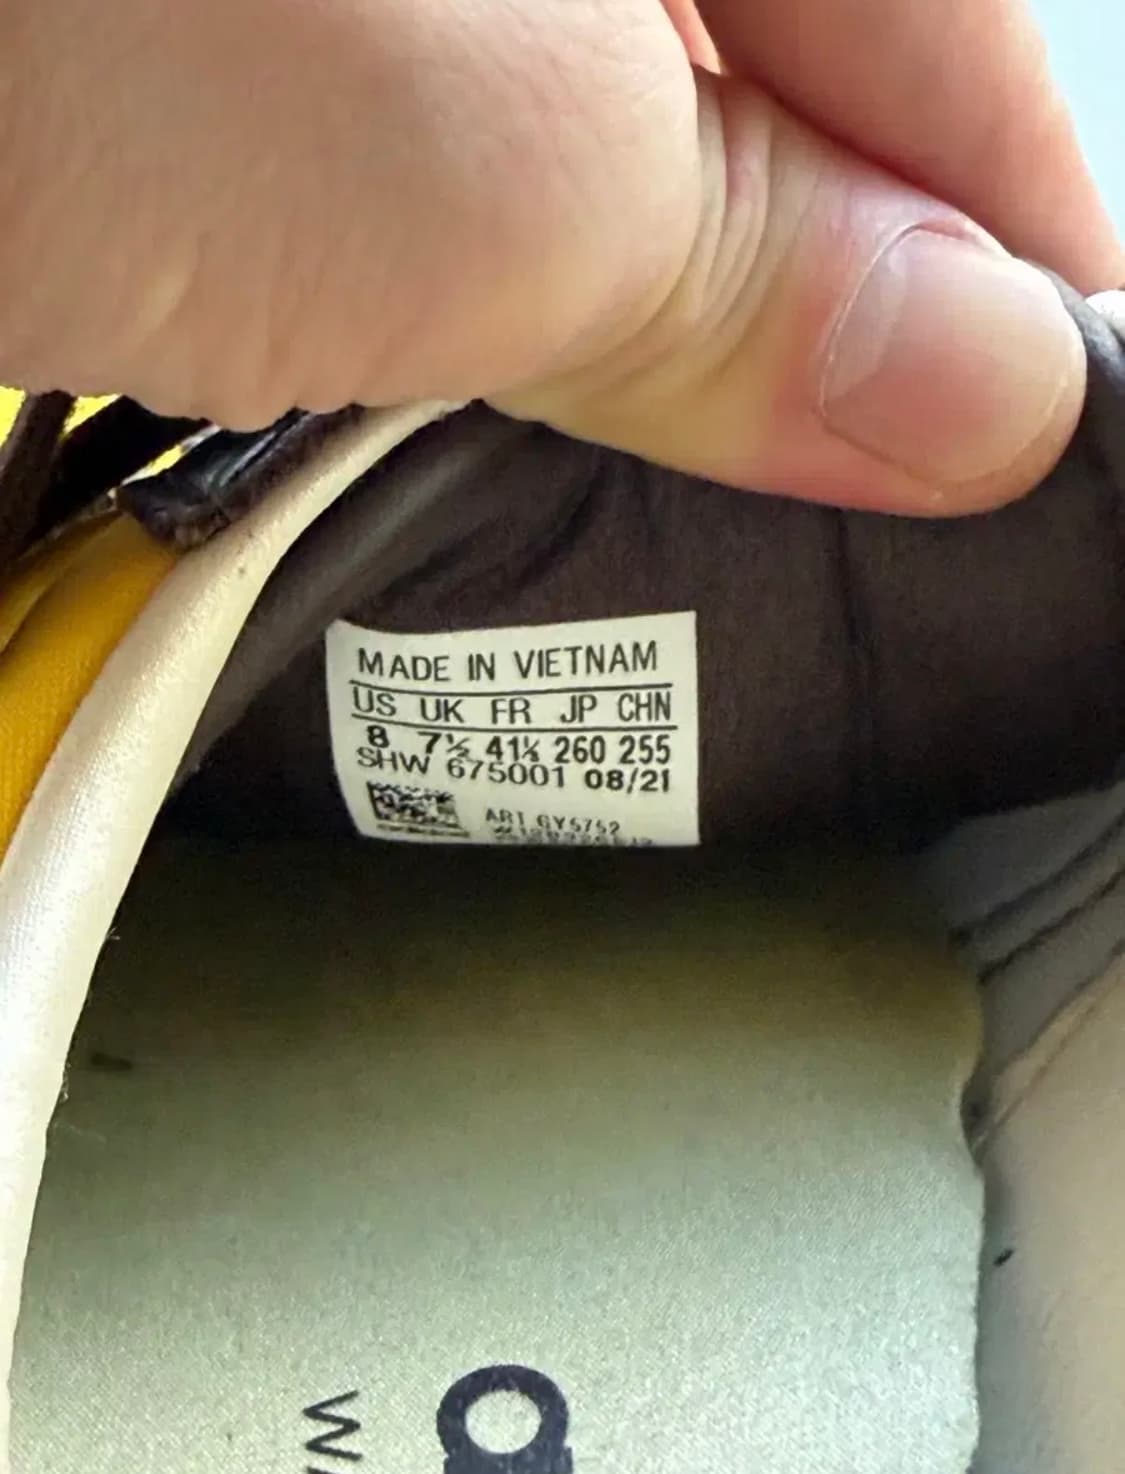 MADE IN VIETNAM
US UK FR JP CHN
8 7½ 41⅓ 260 255
SHW 675001 08/21
ART GY5752
a
W